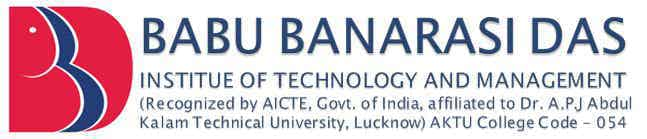 BABU BANARASI DAS
INSTITUE OF TECHNOLOGY AND MANAGEMENT
(Recognized by AICTE, Govt. of India, affiliated to Dr. A.P.J Abdul
Kalam Technical University, Lucknow) AKTU College Code - 054